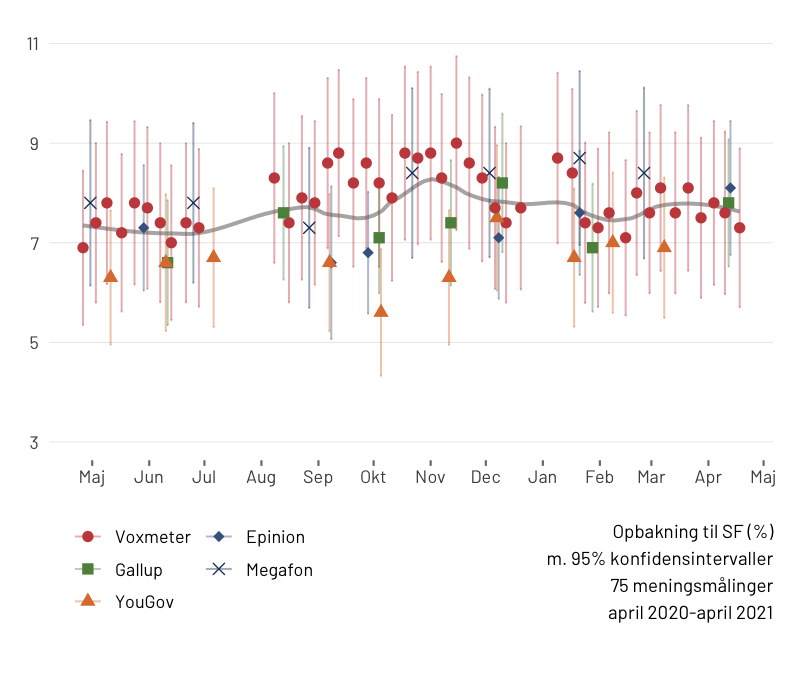 11
9
7
5
3
Maj Jun Jul Aug Sep Okt Nov Dec Jan Feb Mar Apr Maj
Voxmeter Epinion
Gallup Megafon
YouGov
Opbakning til SF (%)
m. 95% konfidensintervaller
75 meningsmålinger
april 2020-april 2021